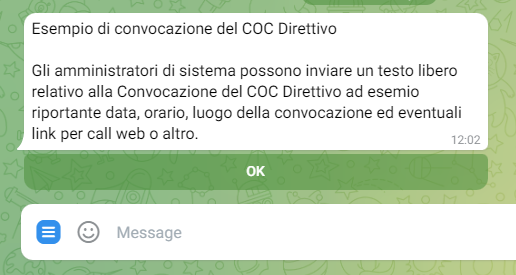 Esempio di convocazione del COC Direttivo
Gli amministratori di sistema possono inviare un testo libero
relativo alla Convocazione del COC Direttivo ad esemio
riportante data, orario, luogo della convocazione ed eventuali
link per call web o altro.
12:02
OK
Message